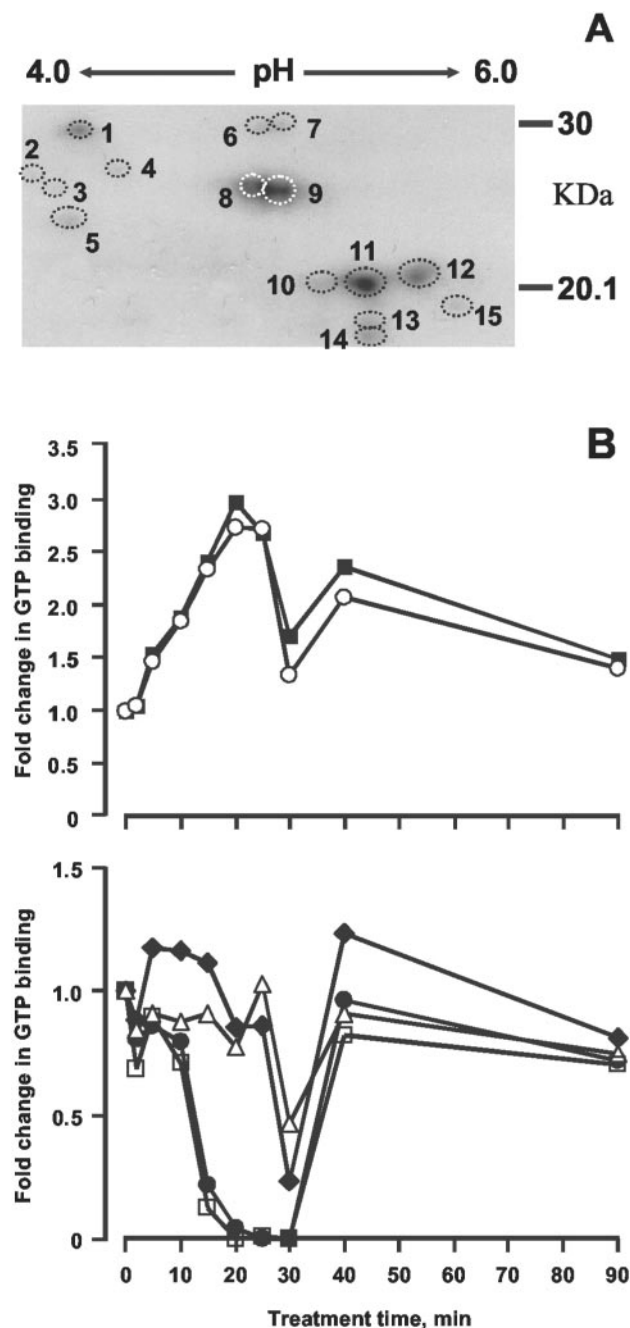 A
4.0 pH 6.0
1 6 7 30
2 4
3 8 9 KDa
5
10 11 12 20.1
13 15
14
B
3.5
3.0
2.5
2.0
1.5
1.0
0.5
0
Fold change in GTP binding
1.5
1.0
0.5
0
Fold change in GTP binding
0 10 20 30 40 50 60 70 80 90
Treatment time, min